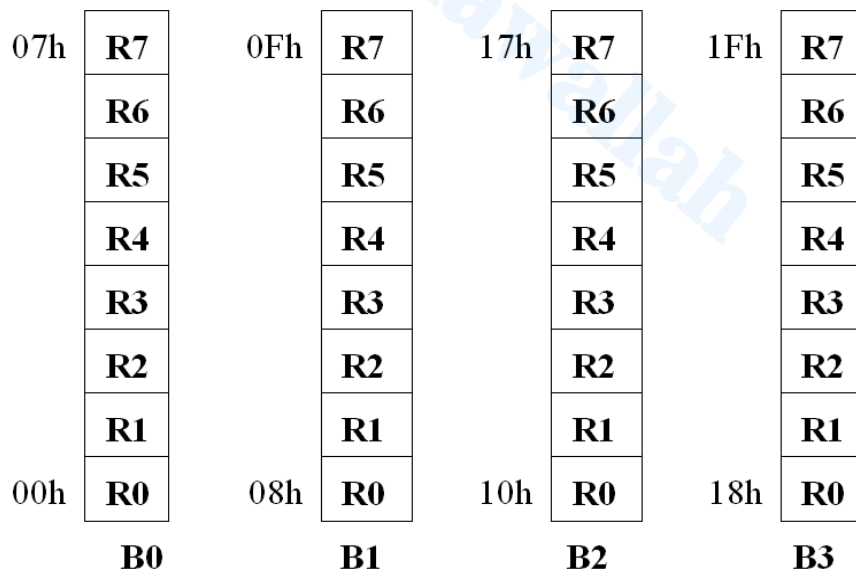 07h R7 0Fh R7 17h R7 1Fh R7
R6 R6 R6 R6
R5 R5 R5 R5
R4 R4 R4 R4
R3 R3 R3 R3
R2 R2 R2 R2
R1 R1 R1 R1
00h R0 08h R0 10h R0 18h R0
B0 B1 B2 B3